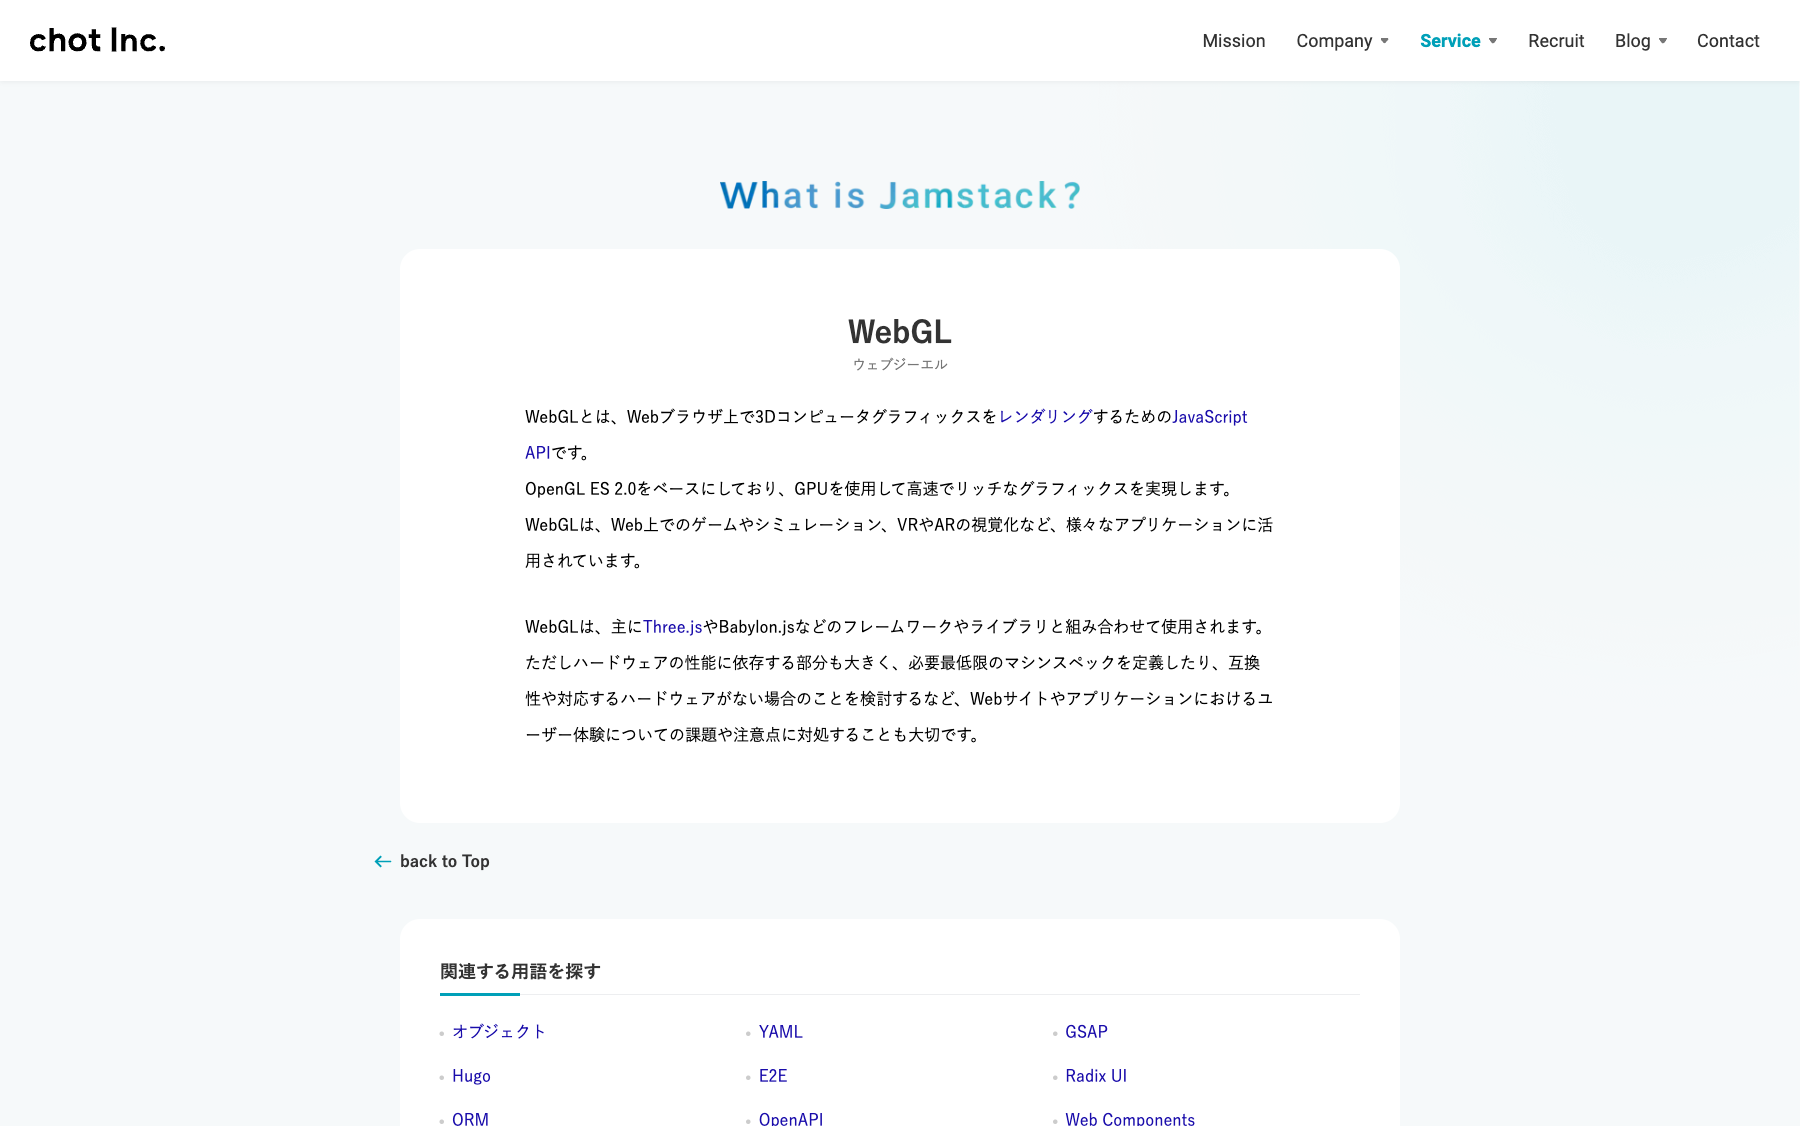 chot Inc.
Mission
Company
Service
Recruit
Blog
Contact
What is Jamstack?
WebGL
ウェブジーエル
WebGLとは、Webブラウザ上で3DコンピュータグラフィックスをレンダリングするためのJavaScript
APIです。
OpenGL ES 2.0をベースにしており、GPUを使用して高速でリッチなグラフィックスを実現します。
WebGLは、Web上でのゲームやシミュレーション、VRやARの視覚化など、様々なアプリケーションに活
用されています。
WebGLは、主にThree.jsやBabylon.jsなどのフレームワークやライブラリと組み合わせて使用されます。
ただしハードウェアの性能に依存する部分も大きく、必要最低限のマシンスペックを定義したり、互換
性や対応するハードウェアがない場合のことを検討するなど、Webサイトやアプリケーションにおけるユ
ーザー体験についての課題や注意点に対処することも大切です。
back to Top
関連する用語を探す
オブジェクト
YAML
GSAP
Hugo
E2E
Radix UI
ORM
OpenAPI
Web Components